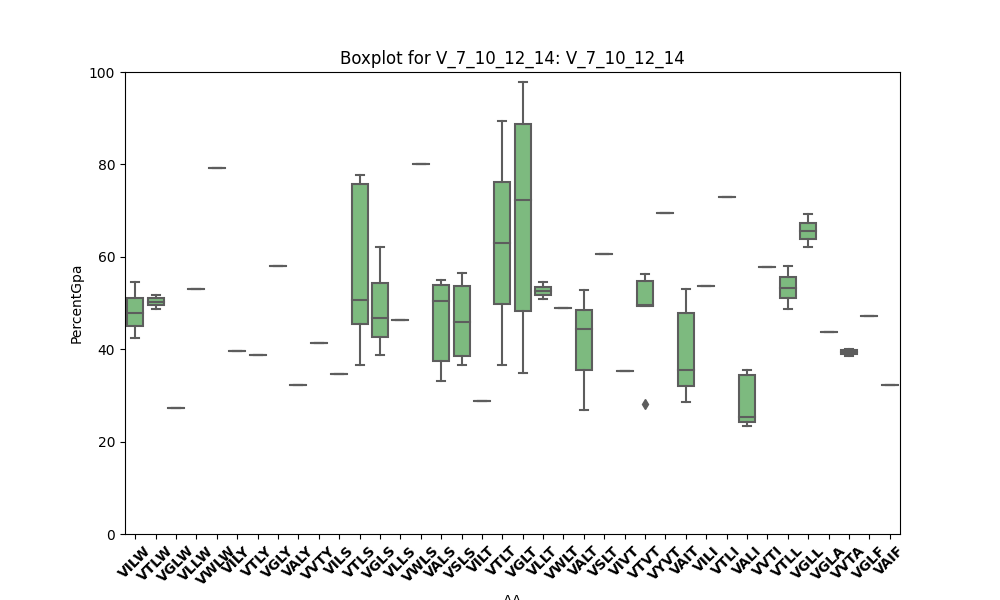 Boxplot for V_7_10_12_14: V_7_10_12_14
PercentGpa
100
80
60
40
20
0
VILW
VTLW
VGLW
VLLW
VWLW
VILY
VTLY
VGLY
VALY
VVTY
VILS
VTLS
VGLS
VLLS
VWLS
VALS
VSLS
VILT
VTLT
VGLT
VLLT
VWLT
VALT
VSLT
VIVT
VTVT
VYVT
VAIT
VILI
VTLI
VALI
VVTI
VTLL
VGLL
VGLA
VVTA
VGLF
VAIF
AA